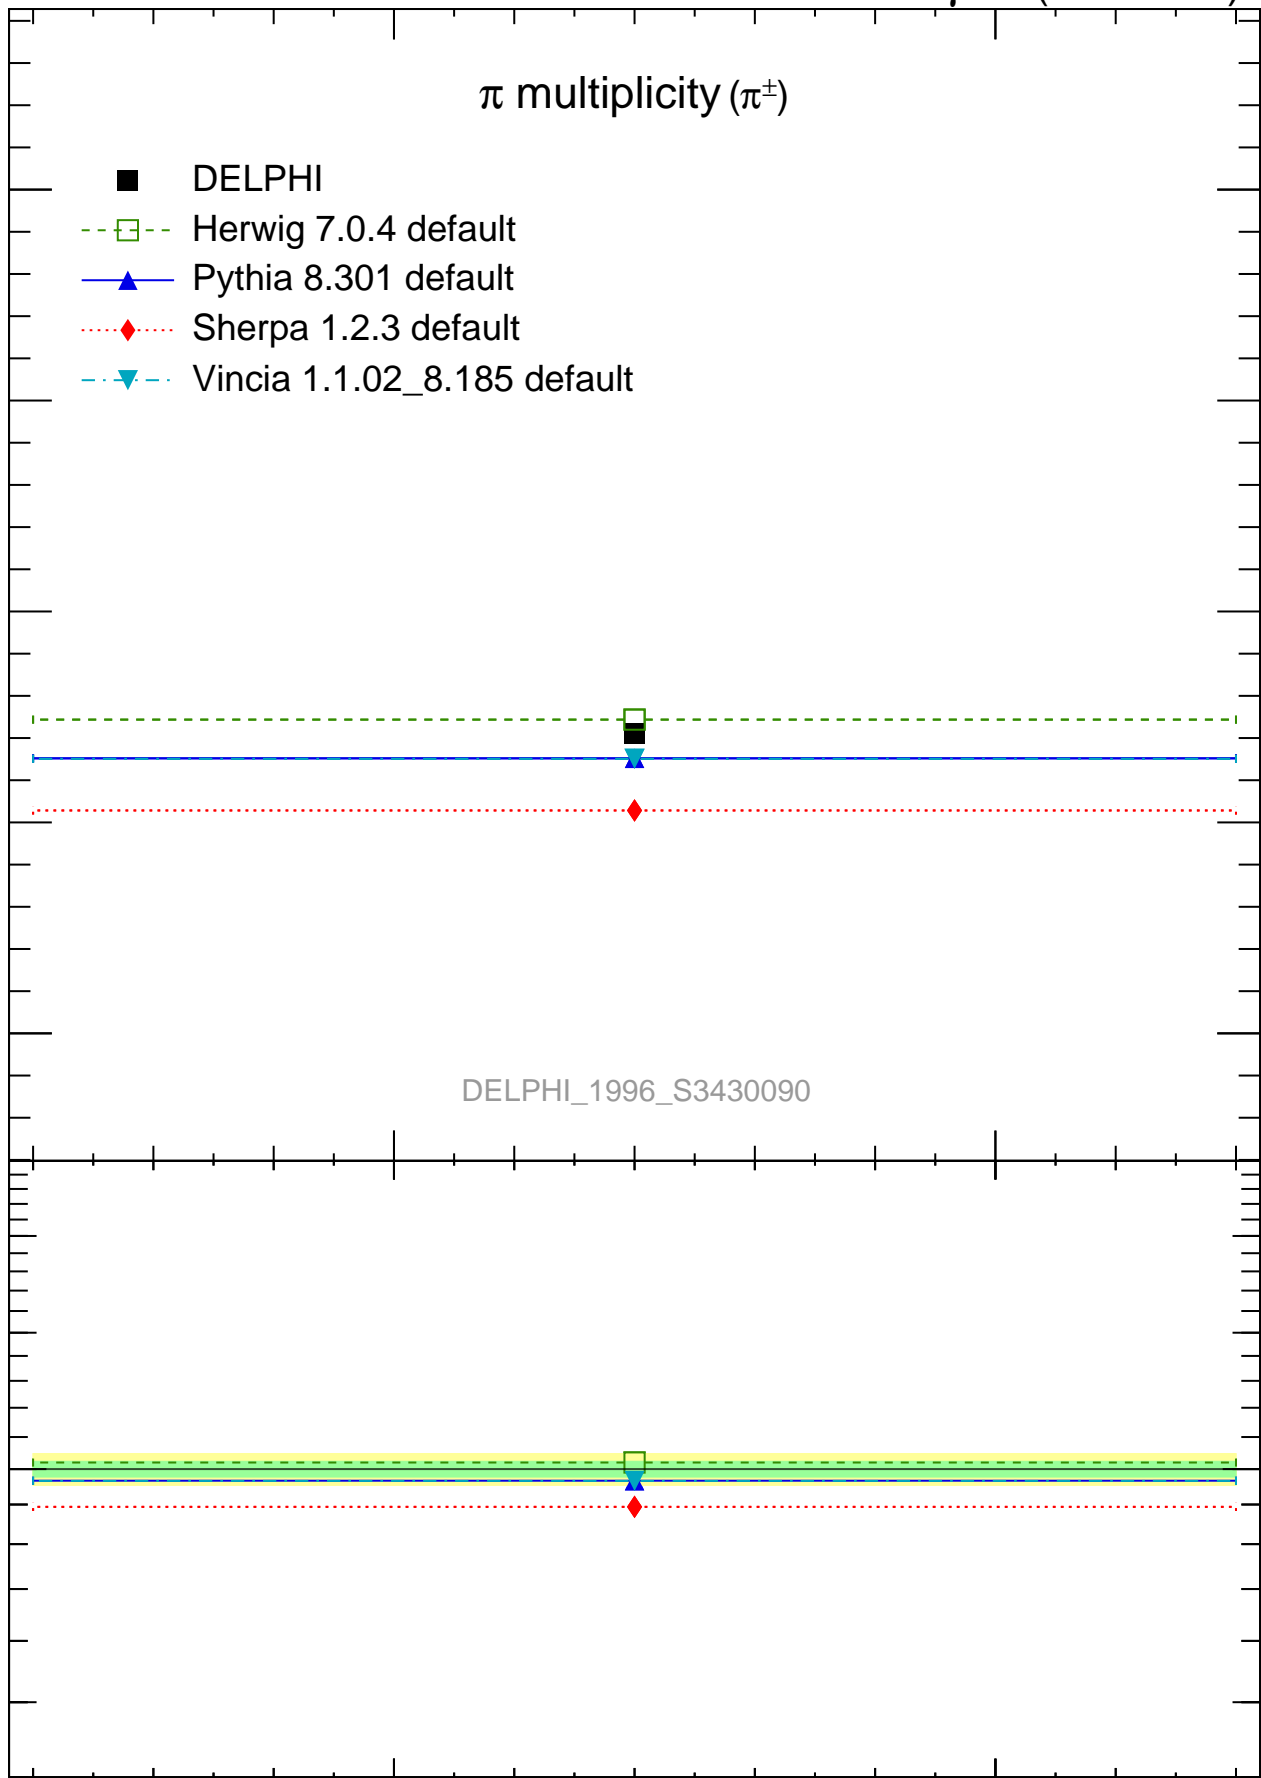 π multiplicity (π±)
DELPHI
Herwig 7.0.4 default
Pythia 8.301 default
Sherpa 1.2.3 default
Vincia 1.1.02_8.185 default
DELPHI_1996_S3430090